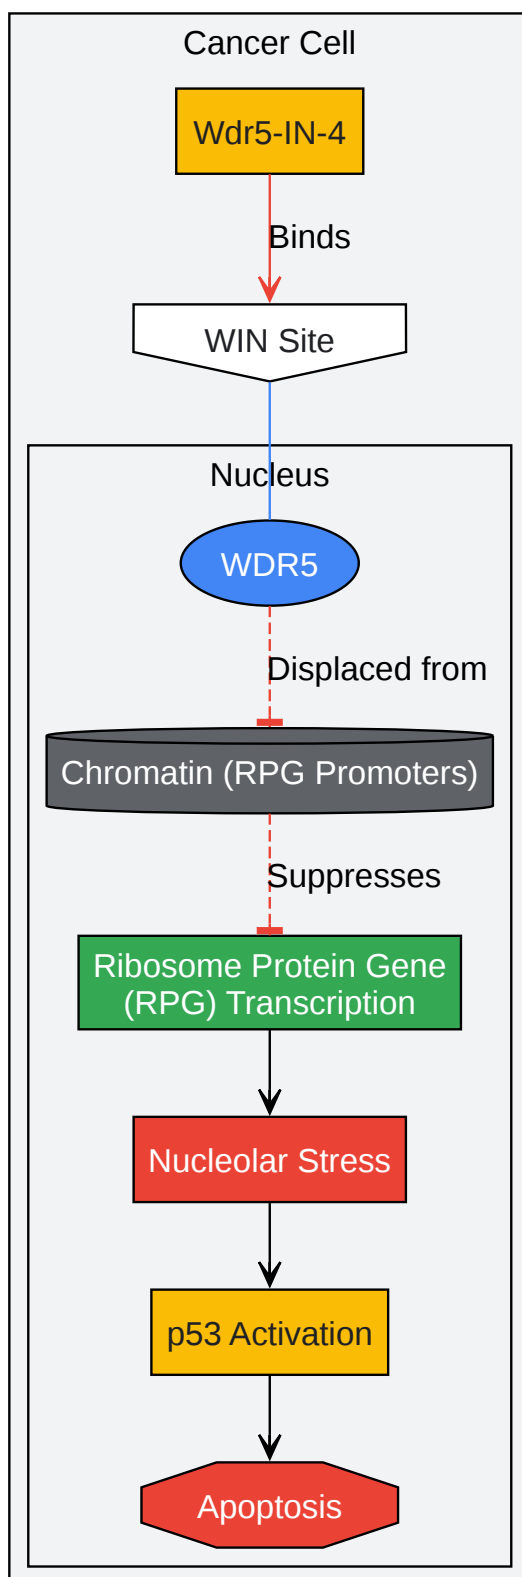 Cancer Cell
Wdr5-IN-4
Binds
WIN Site
Nucleus
WDR5
Displaced from
Chromatin (RPG Promoters)
Suppresses
Ribosome Protein Gene
(RPG) Transcription
Nucleolar Stress
p53 Activation
Apoptosis